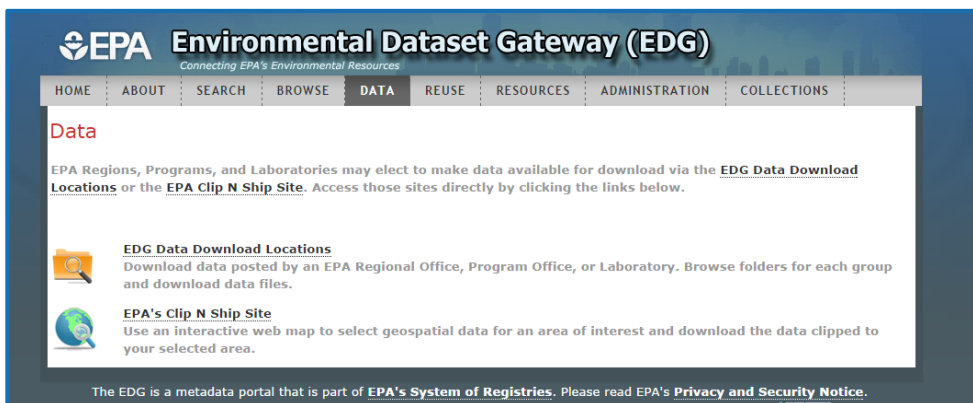 EPA Environmental Dataset Gateway (EDG)
Connecting EPA's Environmental Resources
HOME ABOUT SEARCH BROWSE DATA REUSE RESOURCES ADMINISTRATION COLLECTIONS
Data
EPA Regions, Programs, and Laboratories may elect to make data available for download via the EDG Data Download
Locations or the EPA Clip N Ship Site. Access those sites directly by clicking the links below.
EDG Data Download Locations
Download data posted by an EPA Regional Office, Program Office, or Laboratory. Browse folders for each group
and download data files.
EPA's Clip N Ship Site
Use an interactive web map to select geospatial data for an area of interest and download the data clipped to
your selected area.
The EDG is a metadata portal that is part of EPA's System of Registries. Please read EPA's Privacy and Security Notice.